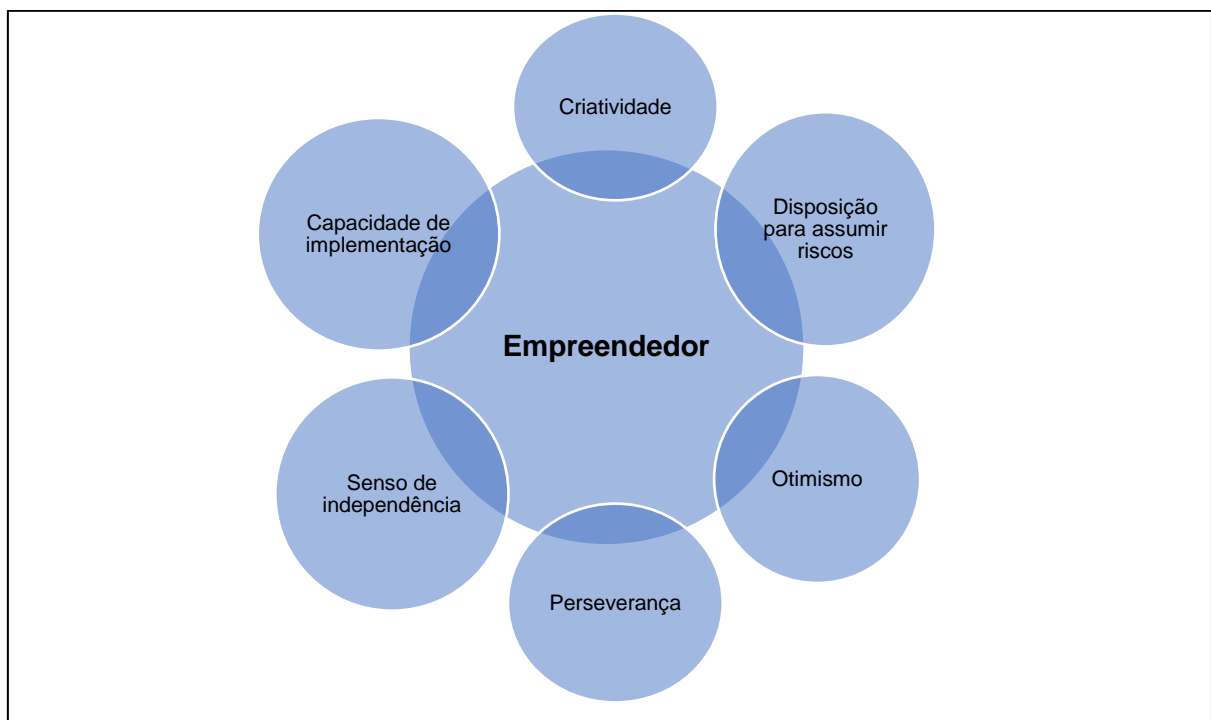 Criatividade
Disposição
para assumir
riscos
Capacidade de
implementação
Empreendedor
Otimismo
Senso de
independência
Perseverança